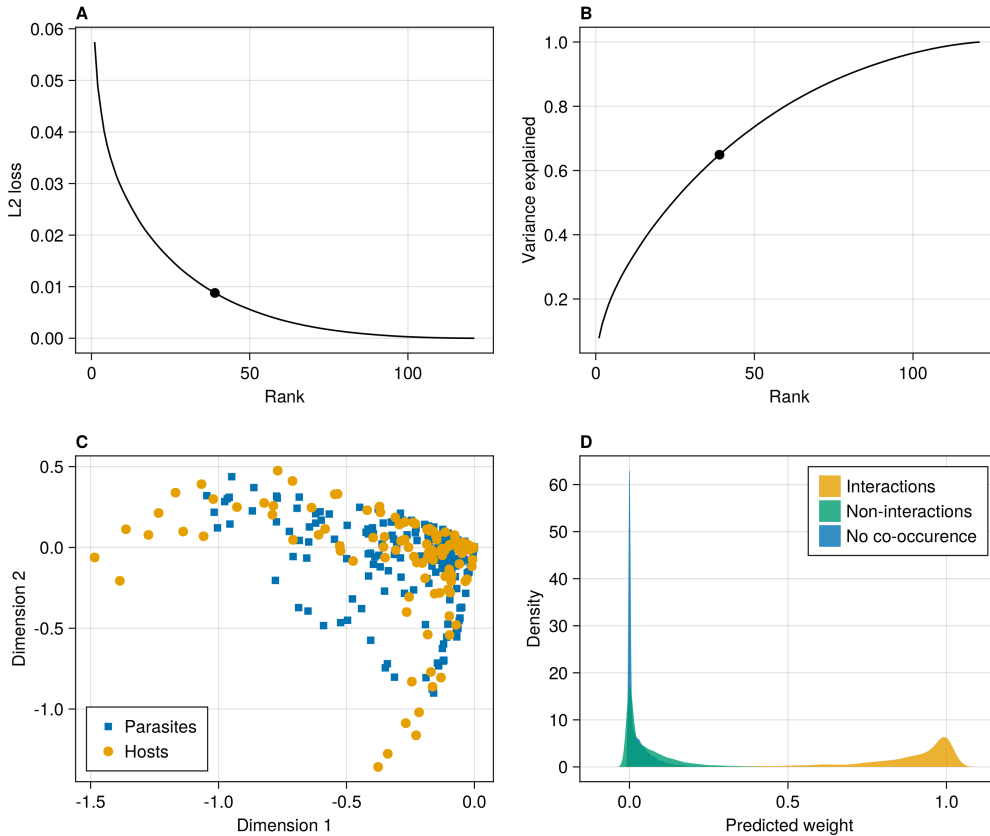 A
0.06
0.05
0.04
0.03
0.02
0.01
0.00
L2 loss
0
50
100
Rank
B
1.0
0.8
0.6
0.4
0.2
Variance explained
0
50
100
Rank
C
0.5
0.0
-0.5
-1.0
Dimension 2
Parasites
Hosts
-1.5
-1.0
-0.5
0.0
Dimension 1
D
60
50
40
30
20
10
0
Density
Interactions
Non-interactions
No co-occurence
0.0
0.5
1.0
Predicted weight